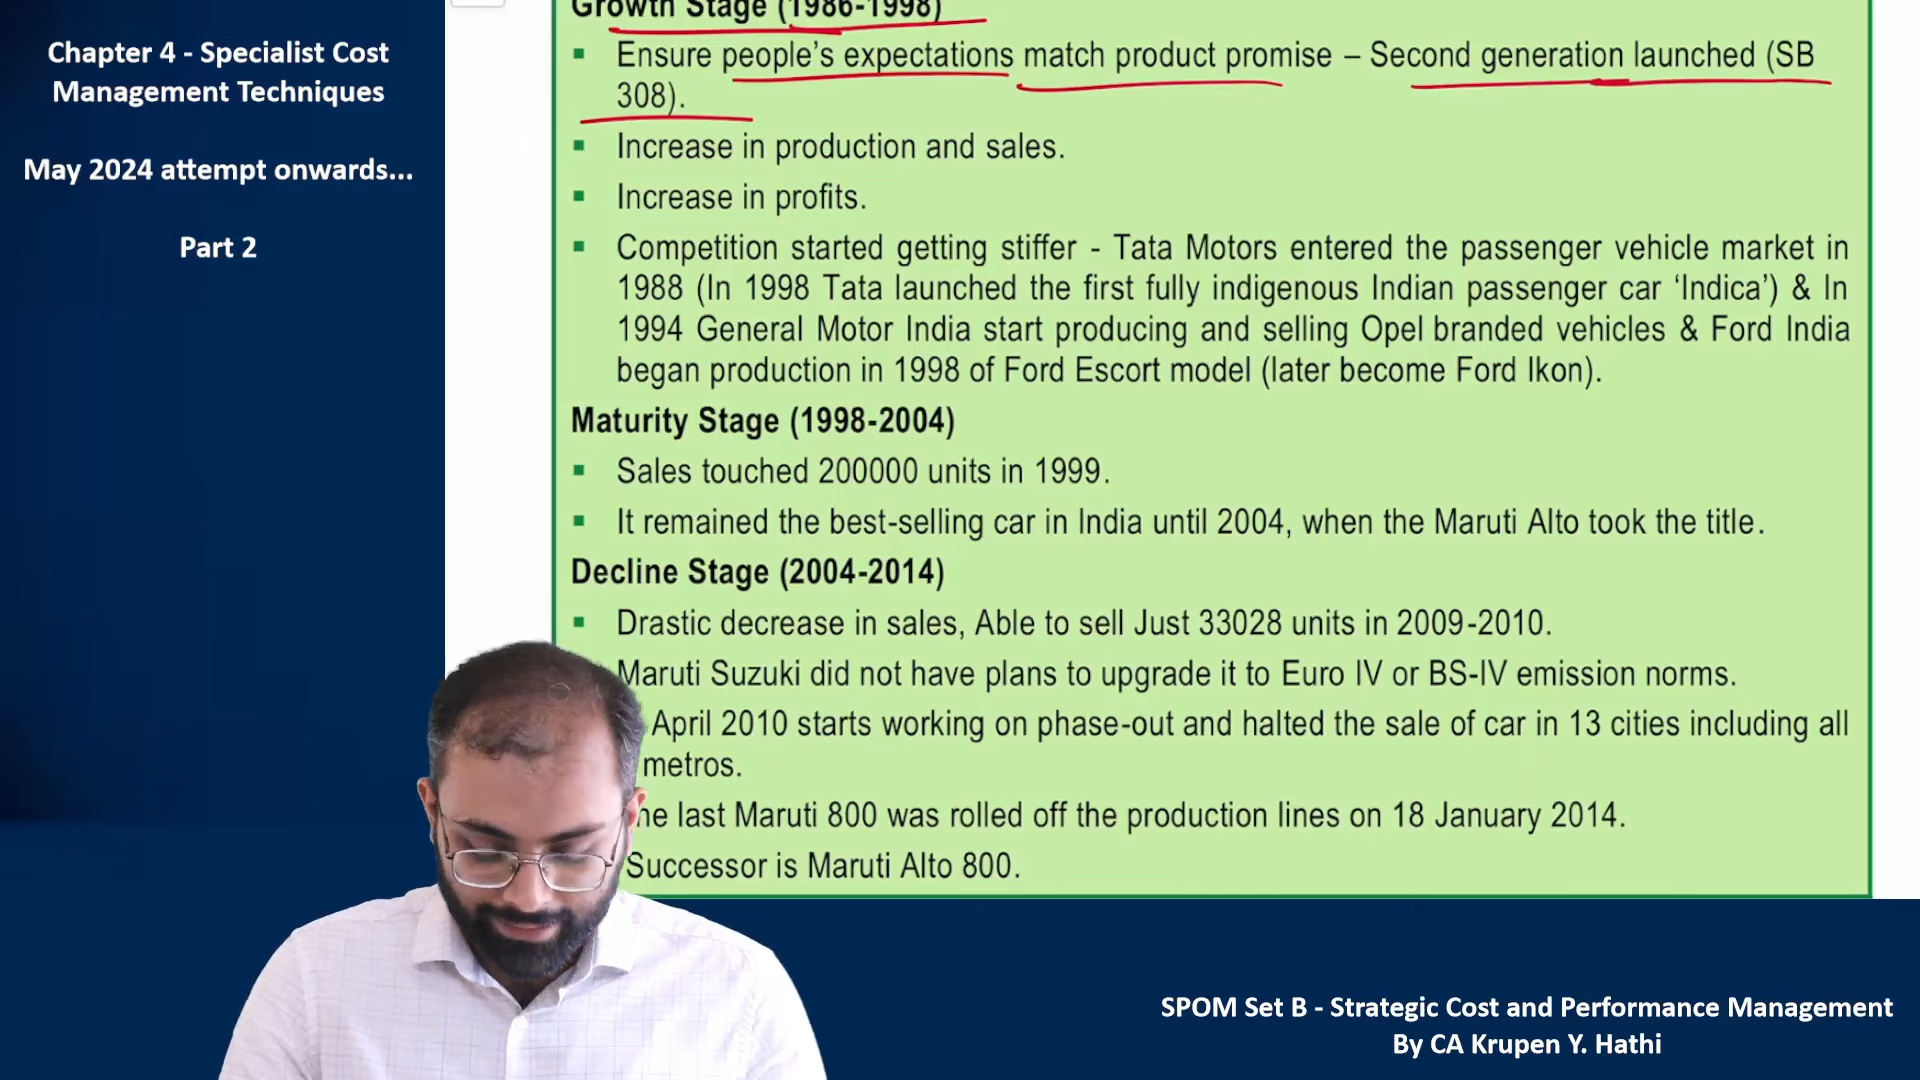 Chapter 4 - Specialist Cost
Management Techniques
May 2024 attempt onwards...
Part 2
Growth Stage (1986-1998)
▪ Ensure people’s expectations match product promise – Second generation launched (SB
308).
▪ Increase in production and sales.
▪ Increase in profits.
▪ Competition started getting stiffer - Tata Motors entered the passenger vehicle market in
1988 (In 1998 Tata launched the first fully indigenous Indian passenger car ‘Indica’) & In
1994 General Motor India start producing and selling Opel branded vehicles & Ford India
began production in 1998 of Ford Escort model (later become Ford Ikon).
Maturity Stage (1998-2004)
▪ Sales touched 200000 units in 1999.
▪ It remained the best-selling car in India until 2004, when the Maruti Alto took the title.
Decline Stage (2004-2014)
▪ Drastic decrease in sales, Able to sell Just 33028 units in 2009-2010.
Maruti Suzuki did not have plans to upgrade it to Euro IV or BS-IV emission norms.
April 2010 starts working on phase-out and halted the sale of car in 13 cities including all
metros.
last Maruti 800 was rolled off the production lines on 18 January 2014.
Successor is Maruti Alto 800.
SPOM Set B - Strategic Cost and Performance Management
By CA Krupen Y. Hathi